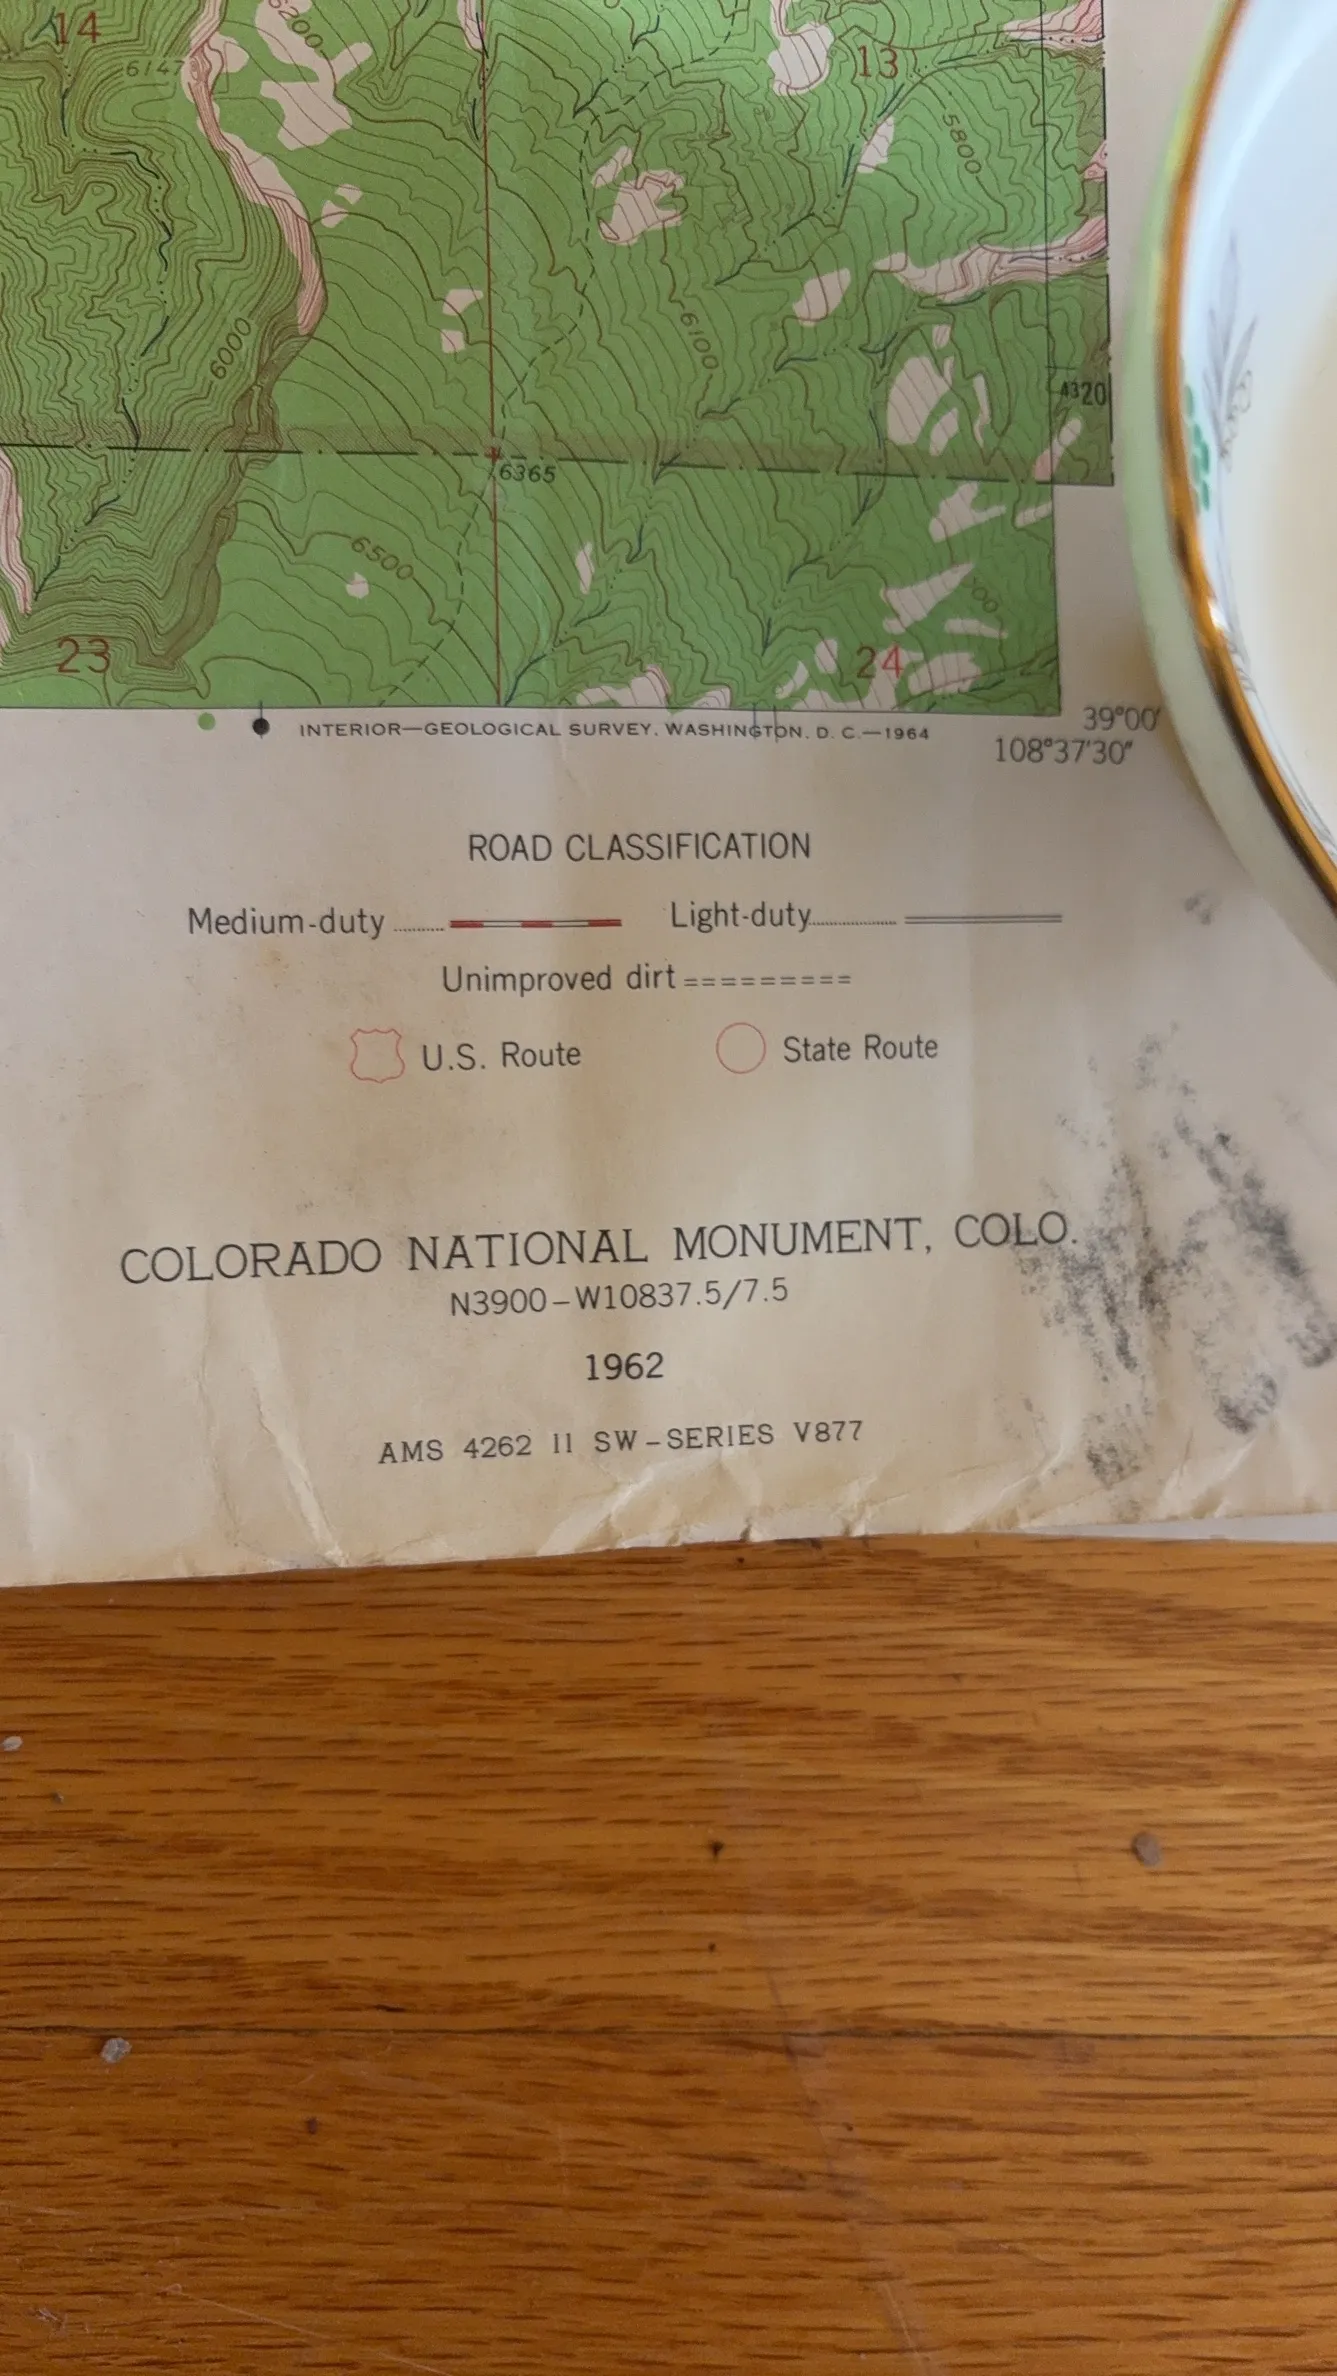 14
6200
13
6147
5800
6000
6100
4320
6365
6500
23
24
INTERIOR—GEOLOGICAL SURVEY, WASHINGTON, D. C.—1964
39°00'
108°37'30"
ROAD CLASSIFICATION
Medium-duty Light-duty
Unimproved dirt
U.S. Route State Route
COLORADO NATIONAL MONUMENT, COLO.
N3900–W10837.5/7.5
1962
AMS 4262 II SW–SERIES V877